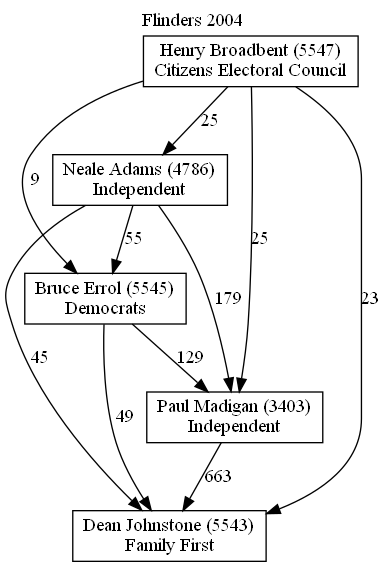 Flinders 2004
Henry Broadbent (5547)
Citizens Electoral Council
25
Neale Adams (4786)
Independent
9
55
25
Bruce Errol (5545)
Democrats
179
23
45
129
49
Paul Madigan (3403)
Independent
663
Dean Johnstone (5543)
Family First